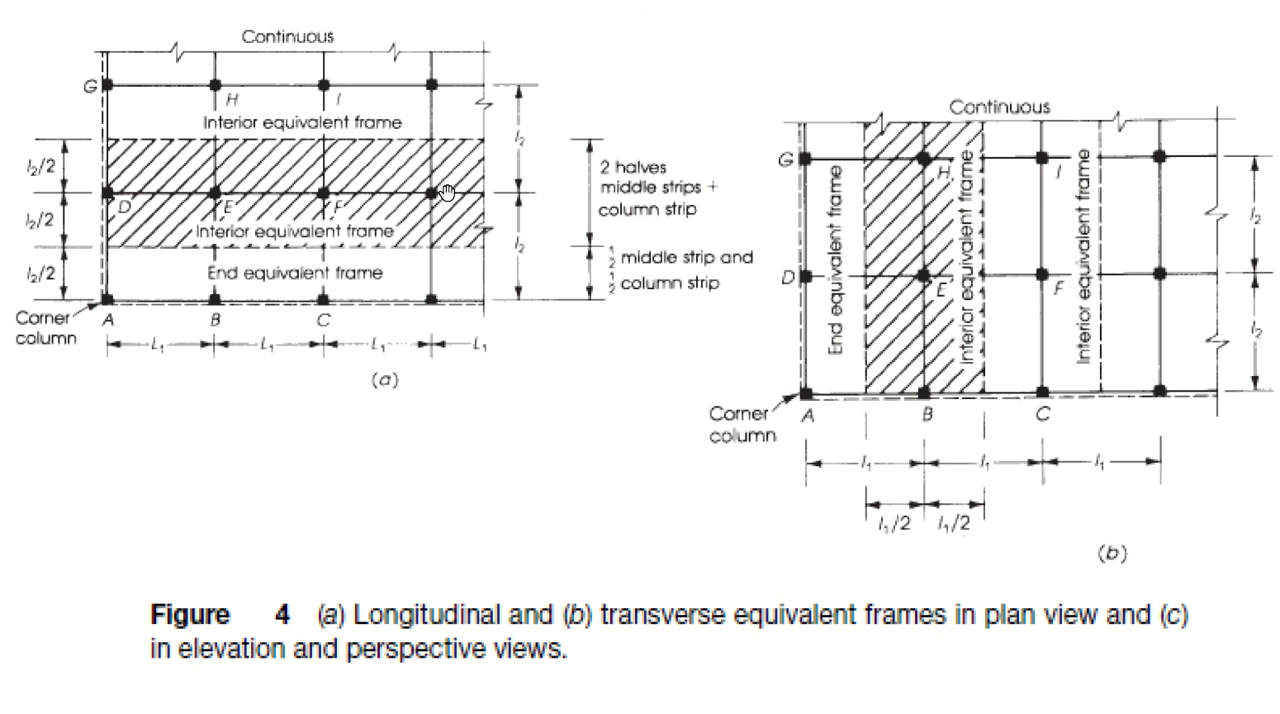 Continuous
G
H
I
Interior equivalent frame
l₂/2
l₂/2
l₂/2
D
E
F
Interior equivalent frame
End equivalent frame
l₂
l₂
2 halves
middle strips +
column strip
½ middle strip and
½ column strip
Corner
column
A
B
C
L₁
L₁
L₁
L₁
(a)
Continuous
G
H
I
D
E
F
End equivalent frame
Interior equivalent frame
Interior equivalent frame
l₂
l₂
Corner
column
A
B
C
l₁
l₁
l₁
l₁/2
l₁/2
(b)
Figure 4 (a) Longitudinal and (b) transverse equivalent frames in plan view and (c)
in elevation and perspective views.